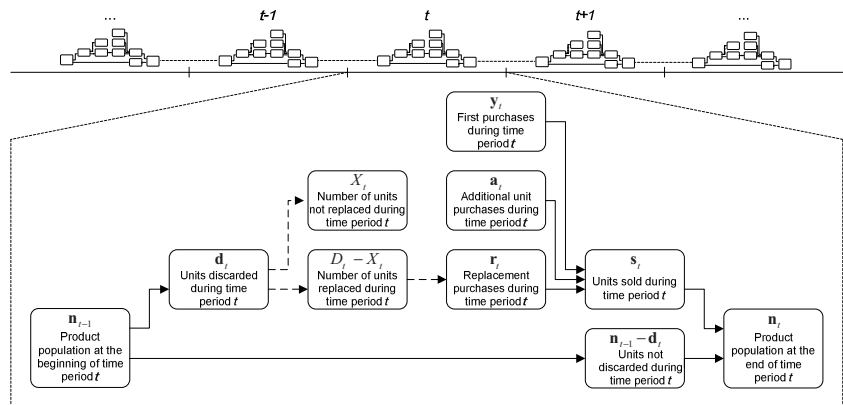 ...
t-1
t
t+1
...
y_t
First purchases
during time
period t
X_t
Number of units
not replaced during
time period t
a_t
Additional unit
purchases during
time period t
d_t
Units discarded
during time
period t
D_t − X_t
Number of units
replaced during
time period t
r_t
Replacement
purchases during
time period t
s_t
Units sold during
time period t
n_{t−1}
Product
population at the
beginning of time
period t
n_{t−1} − d_t
Units not
discarded during
time period t
n_t
Product
population at the
end of time
period t